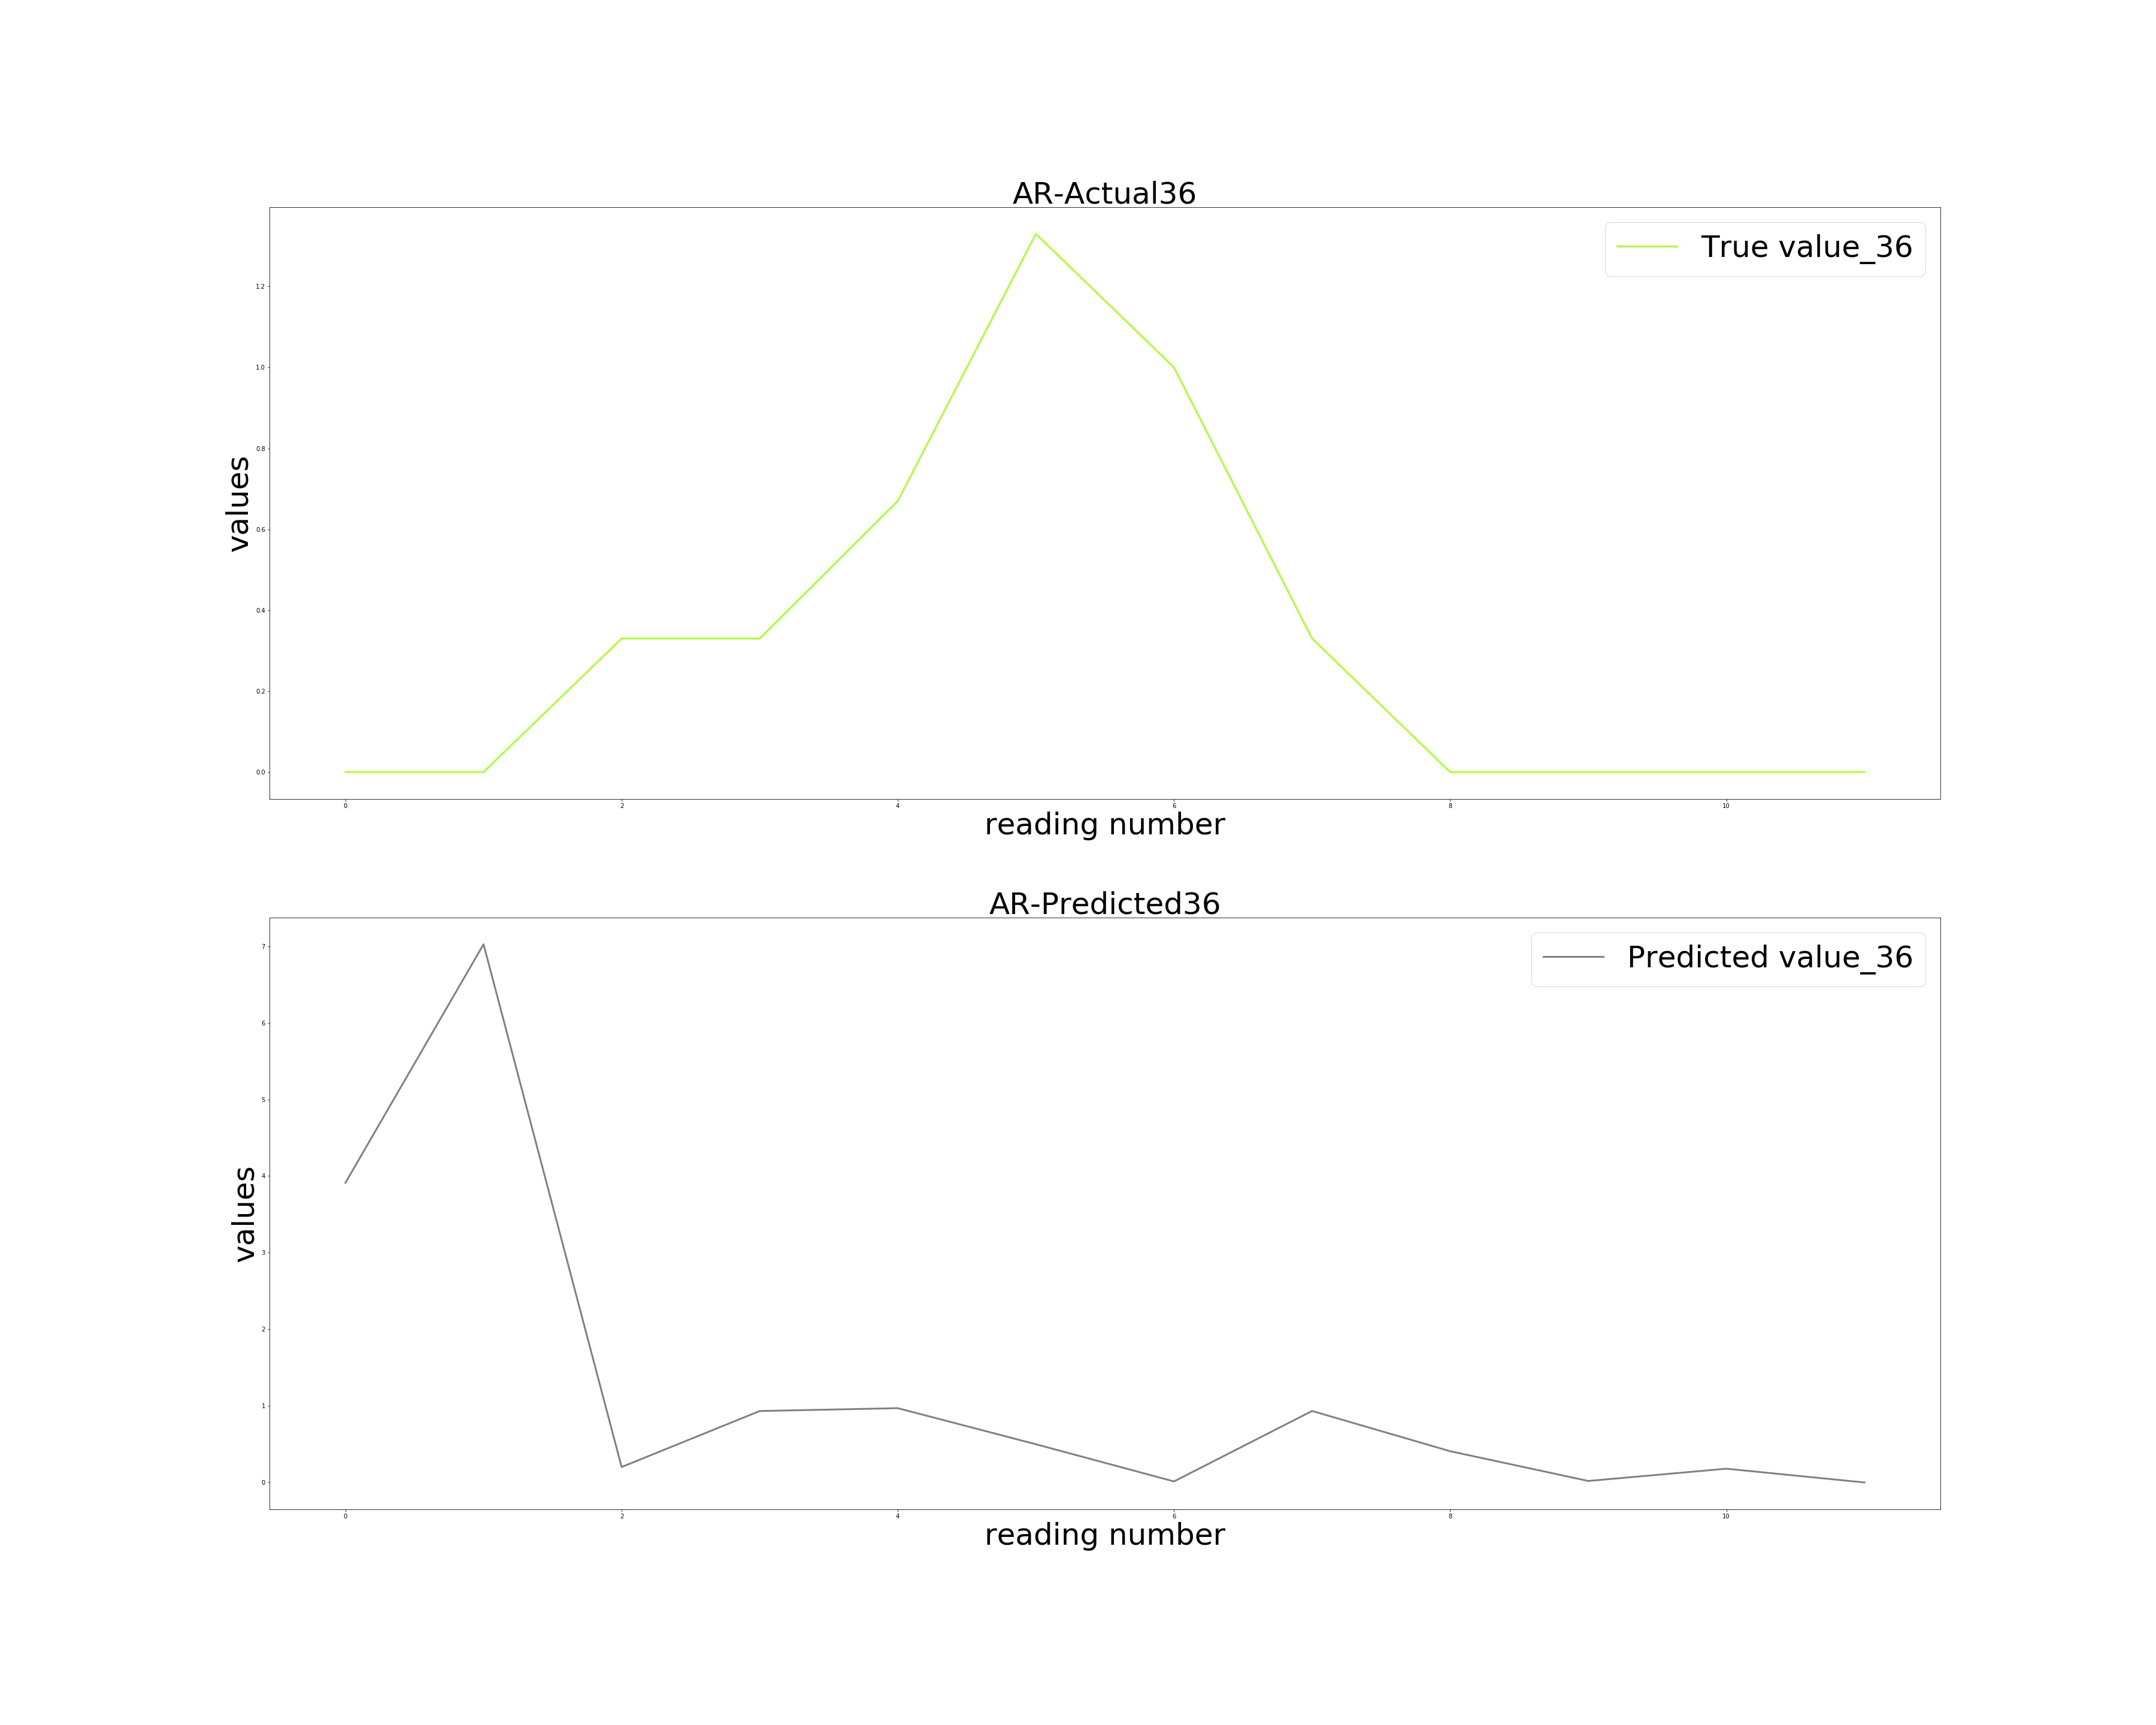 AR-Actual36
True value_36
1.2
1.0
0.8
0.6
0.4
0.2
0.0
values
0 2 4 6 8 10
reading number
AR-Predicted36
Predicted value_36
7
6
5
4
3
2
1
0
values
0 2 4 6 8 10
reading number